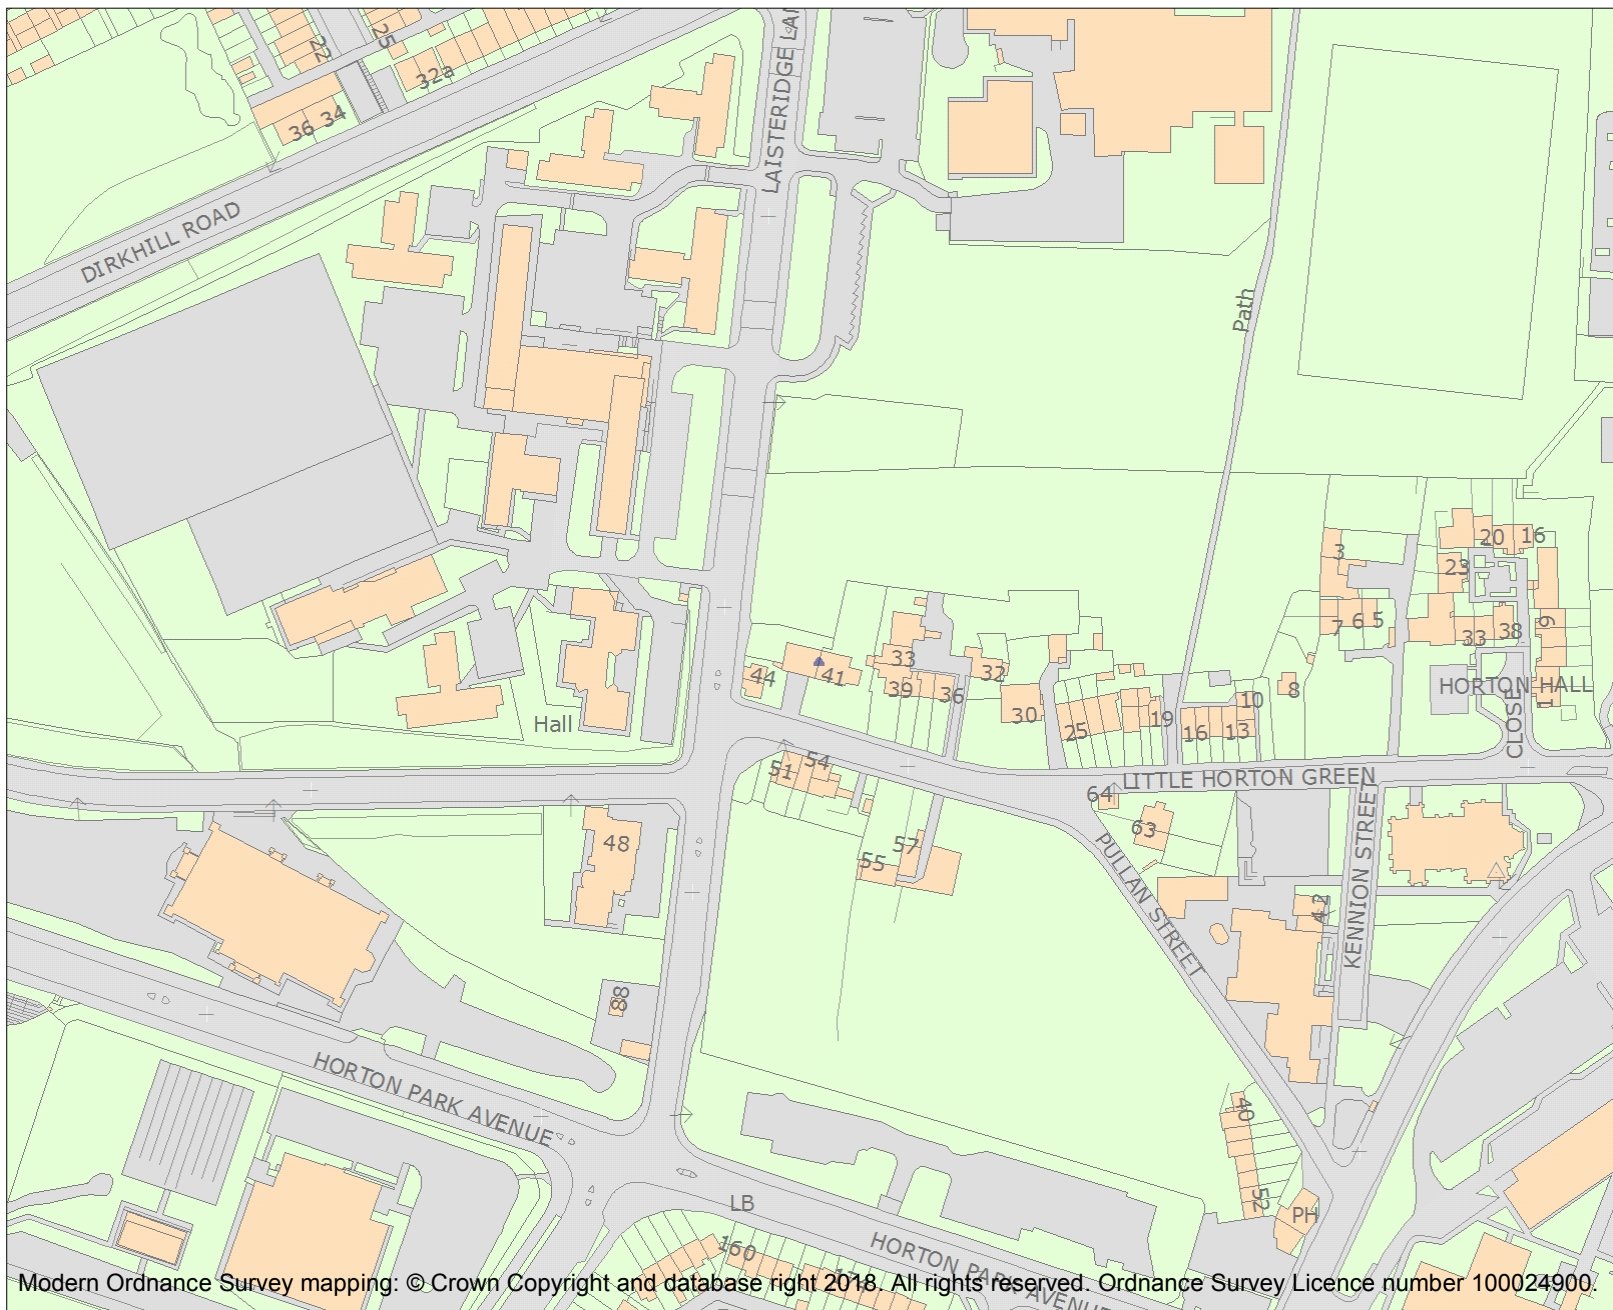 22
25
32a
36 34
LAISTERIDGE LAN
DIRKHILL ROAD
Path
3
20
16
23
7 6 5
33
38
9
HORTON HALL
CLOSE
1
33
32
44
41
39
36
30
25
19
16
13
10
8
Hall
51
54
LITTLE HORTON GREEN
64
63
48
57
55
PULLAN STREET
42
KENNION STREET
88
HORTON PARK AVENUE
40
52
PH
LB
160
HORTON PARK AVENUE
Modern Ordnance Survey mapping: © Crown Copyright and database right 2018. All rights reserved. Ordnance Survey Licence number 100024900.